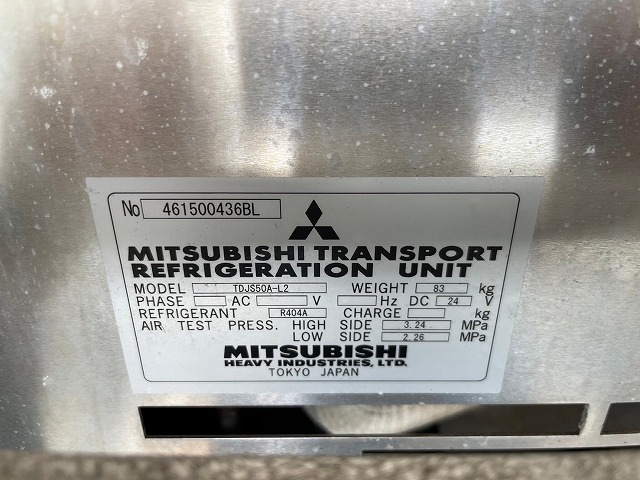 No 461500436BL
MITSUBISHI TRANSPORT
REFRIGERATION UNIT
MODEL TDJS50A-L2 WEIGHT 83 kg
PHASE AC V Hz DC 24 V
REFRIGERANT R404A CHARGE kg
AIR TEST PRESS. HIGH SIDE 3.24 MPa
LOW SIDE 2.26 MPa
MITSUBISHI
HEAVY INDUSTRIES, LTD.
TOKYO JAPAN